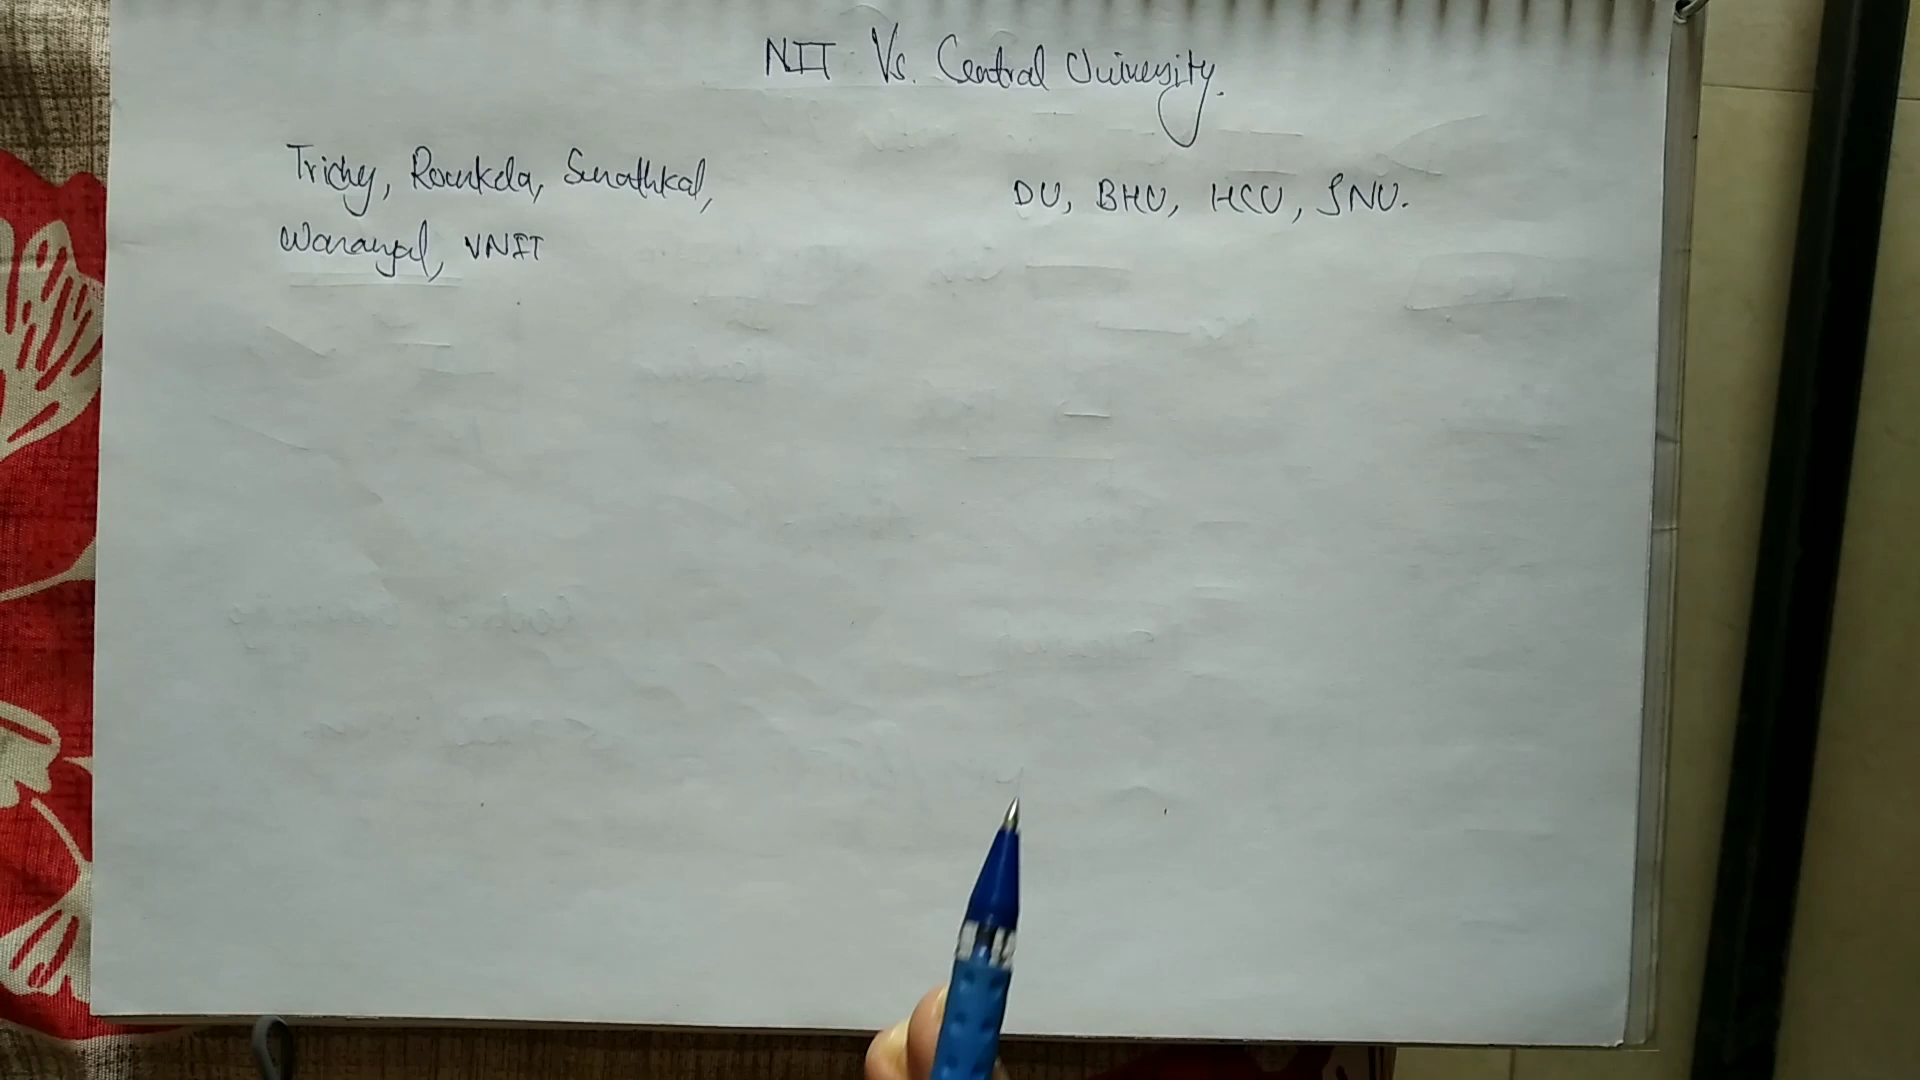 NIT Vs. Central University.
Trichy, Rourkela, Surathkal,
Warangal, VNIT
DU, BHU, HCU, JNU.